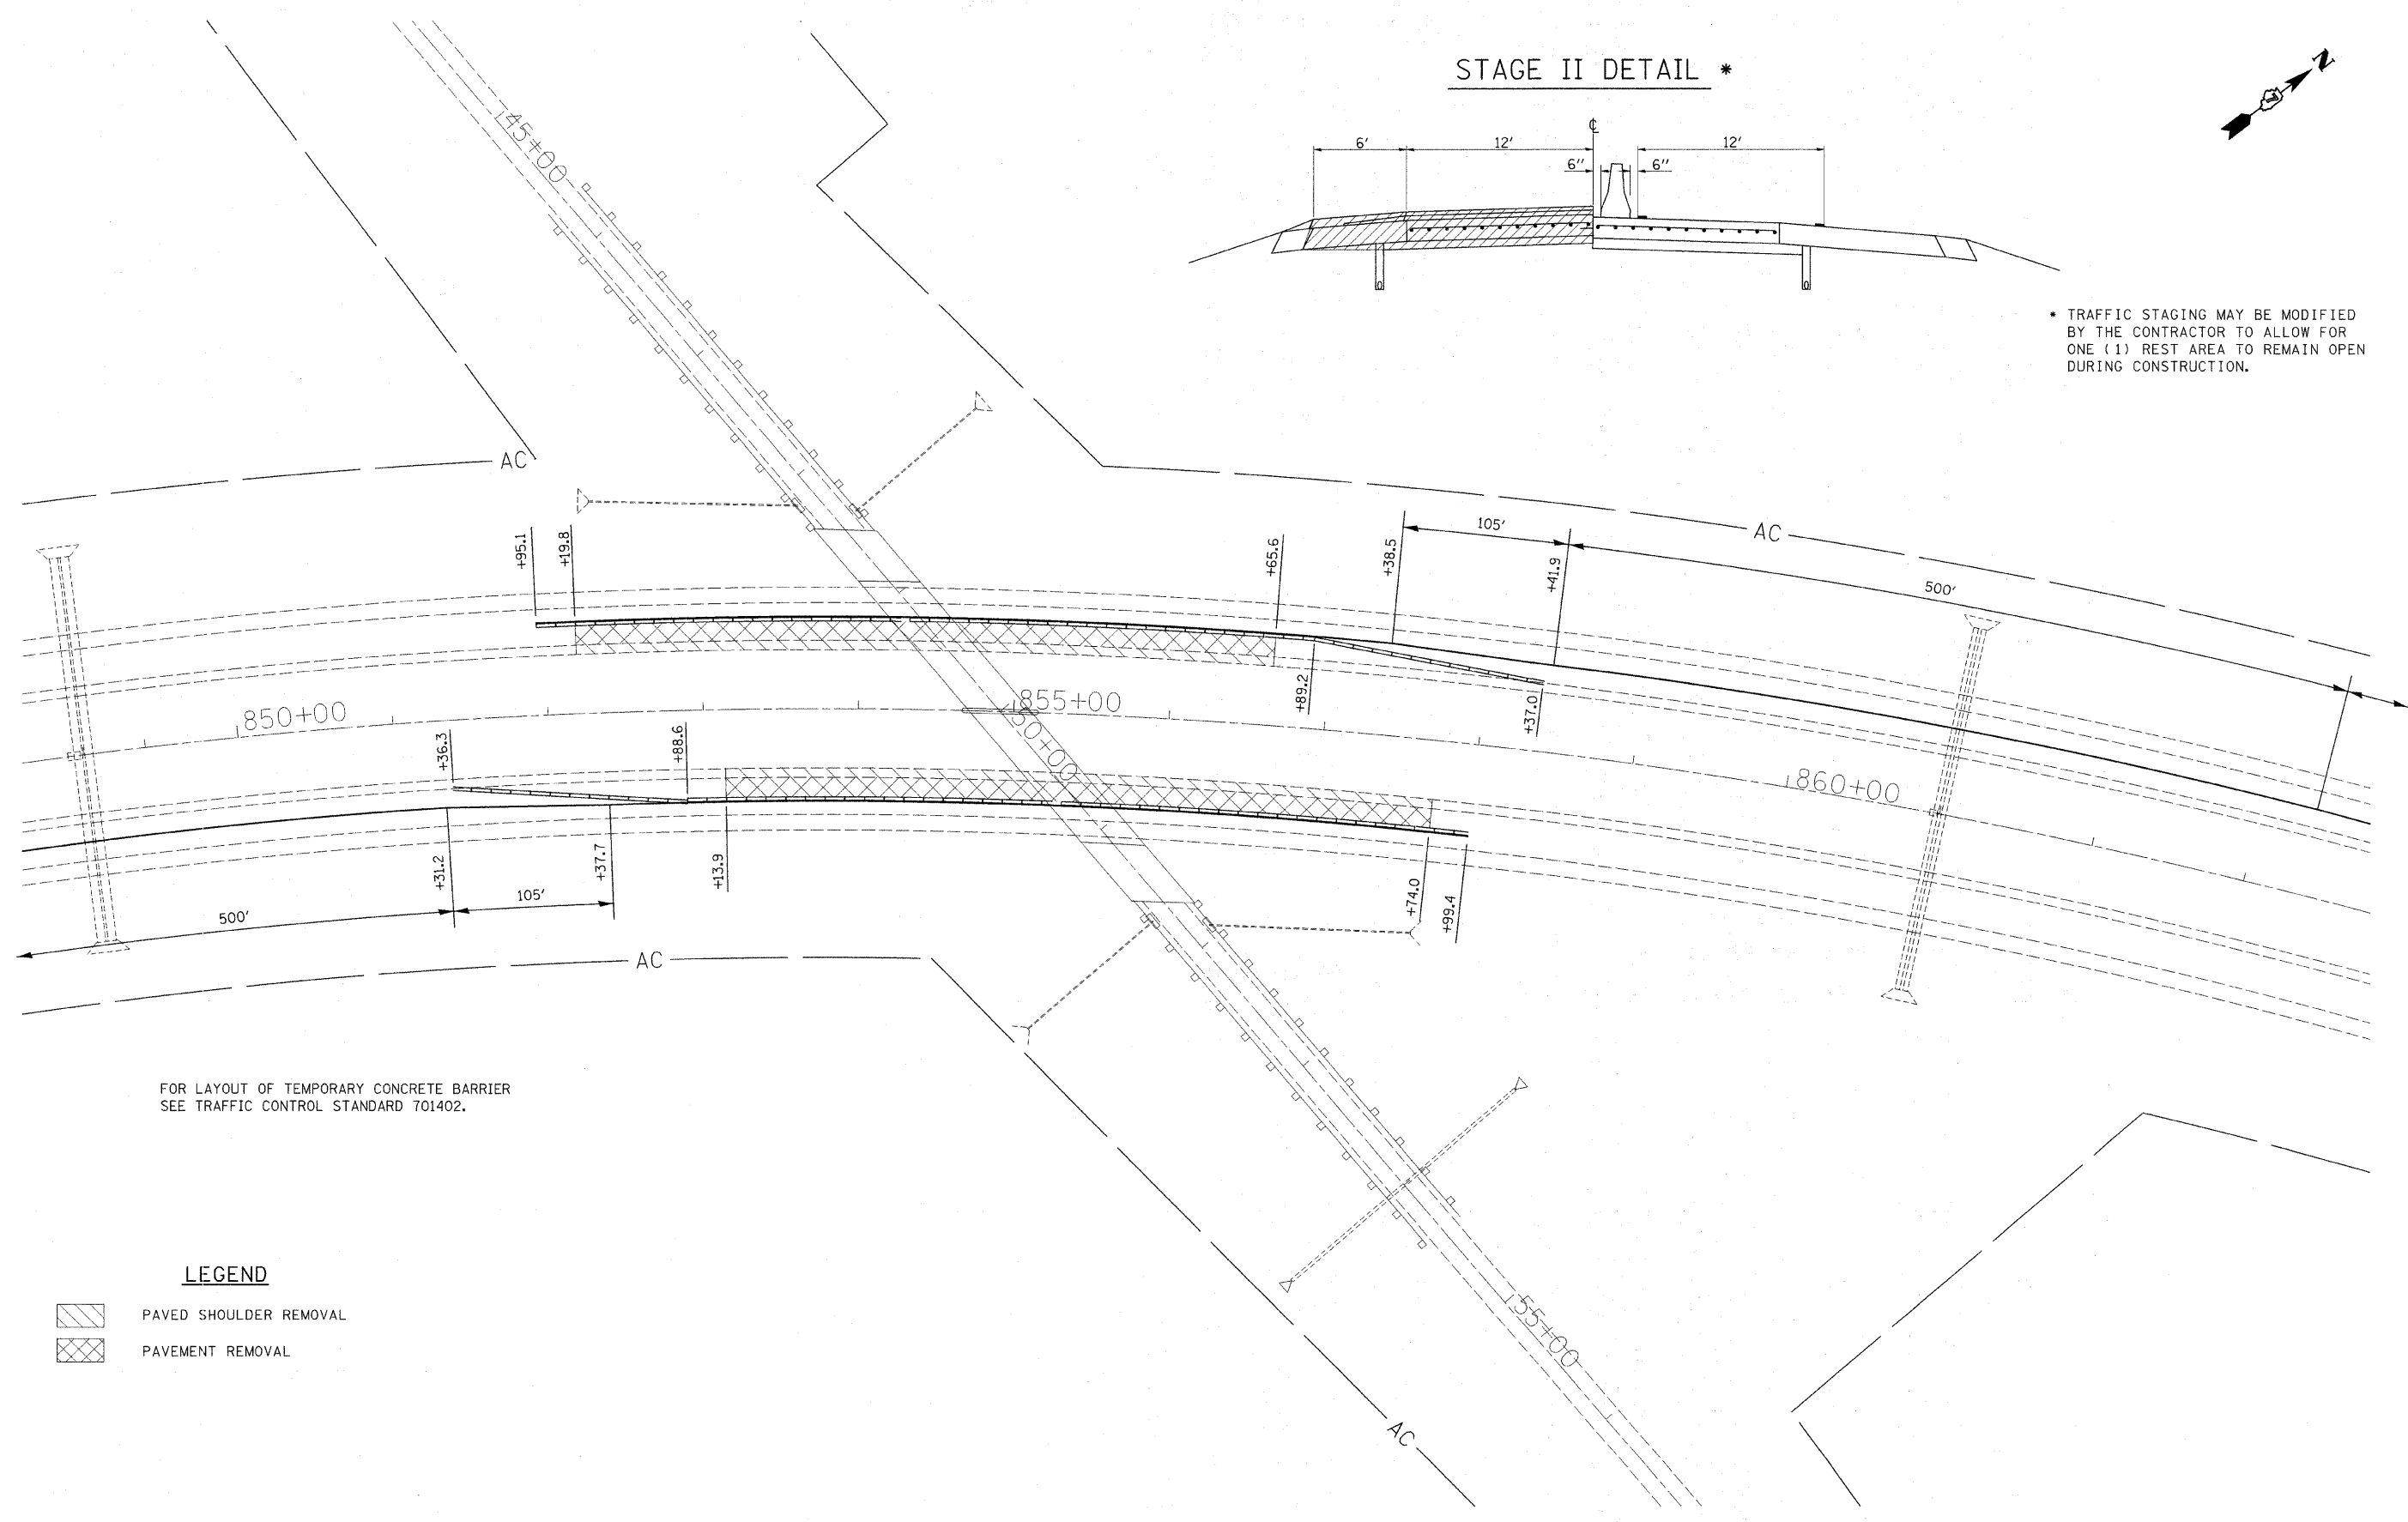 STAGE II DETAIL *
N
℄
6' 12' 12'
6" 6"
0 0
* TRAFFIC STAGING MAY BE MODIFIED
BY THE CONTRACTOR TO ALLOW FOR
ONE (1) REST AREA TO REMAIN OPEN
DURING CONSTRUCTION.
45+00
AC
AC
+95.1
+19.8
+65.6
+38.5
105'
+41.9
500'
850+00
855+00
50+00
860+00
+89.2
+37.0
+36.3
+88.6
+31.2
+37.7
+13.9
+74.0
+99.4
500'
105'
AC
FOR LAYOUT OF TEMPORARY CONCRETE BARRIER
SEE TRAFFIC CONTROL STANDARD 701402.
55+00
AC
LEGEND
PAVED SHOULDER REMOVAL
PAVEMENT REMOVAL